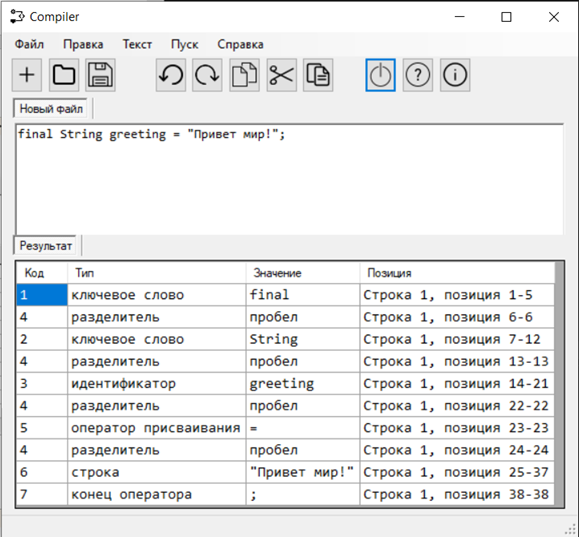 Compiler
Файл Правка Текст Пуск Справка
Новый файл
final String greeting = "Привет мир!";
Результат
Код Тип Значение Позиция
1 ключевое слово final Строка 1, позиция 1-5
4 разделитель пробел Строка 1, позиция 6-6
2 ключевое слово String Строка 1, позиция 7-12
4 разделитель пробел Строка 1, позиция 13-13
3 идентификатор greeting Строка 1, позиция 14-21
4 разделитель пробел Строка 1, позиция 22-22
5 оператор присваивания = Строка 1, позиция 23-23
4 разделитель пробел Строка 1, позиция 24-24
6 строка "Привет мир!" Строка 1, позиция 25-37
7 конец оператора ; Строка 1, позиция 38-38